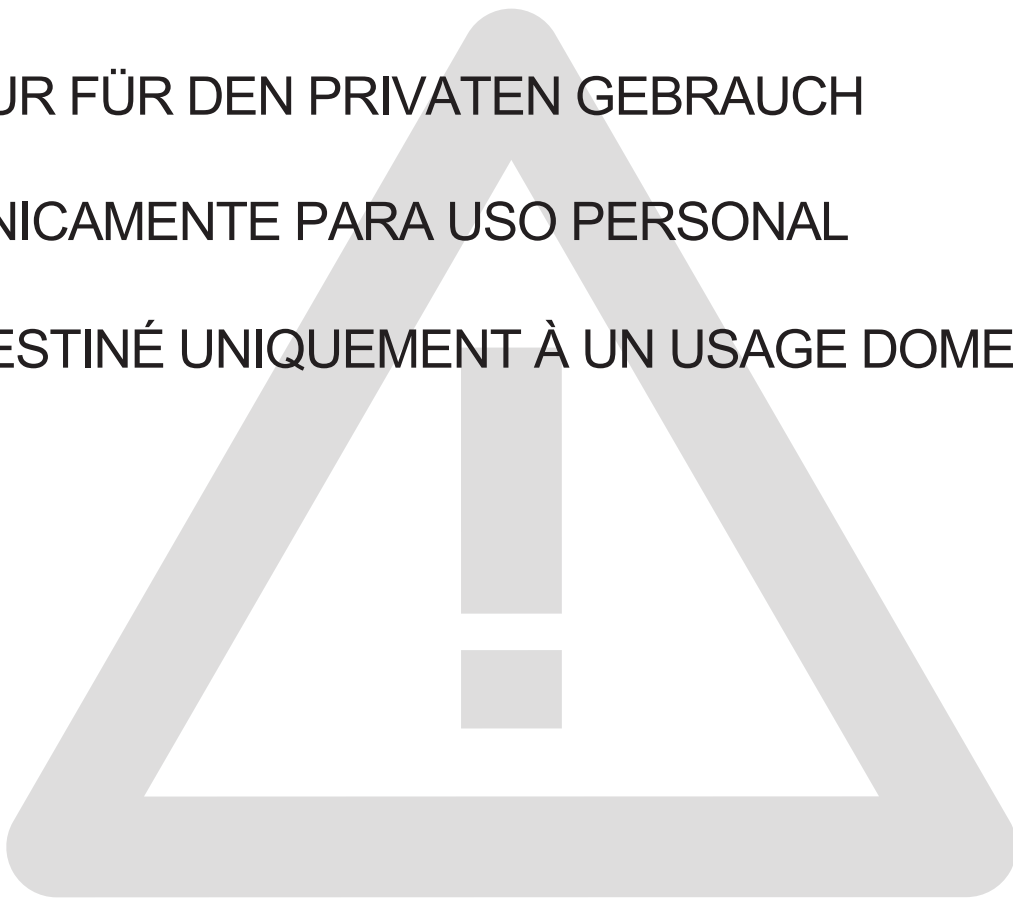 UR FÜR DEN PRIVATEN GEBRAUCH
NICAMENTE PARA USO PERSONAL
ESTINÉ UNIQUEMENT À UN USAGE DOME